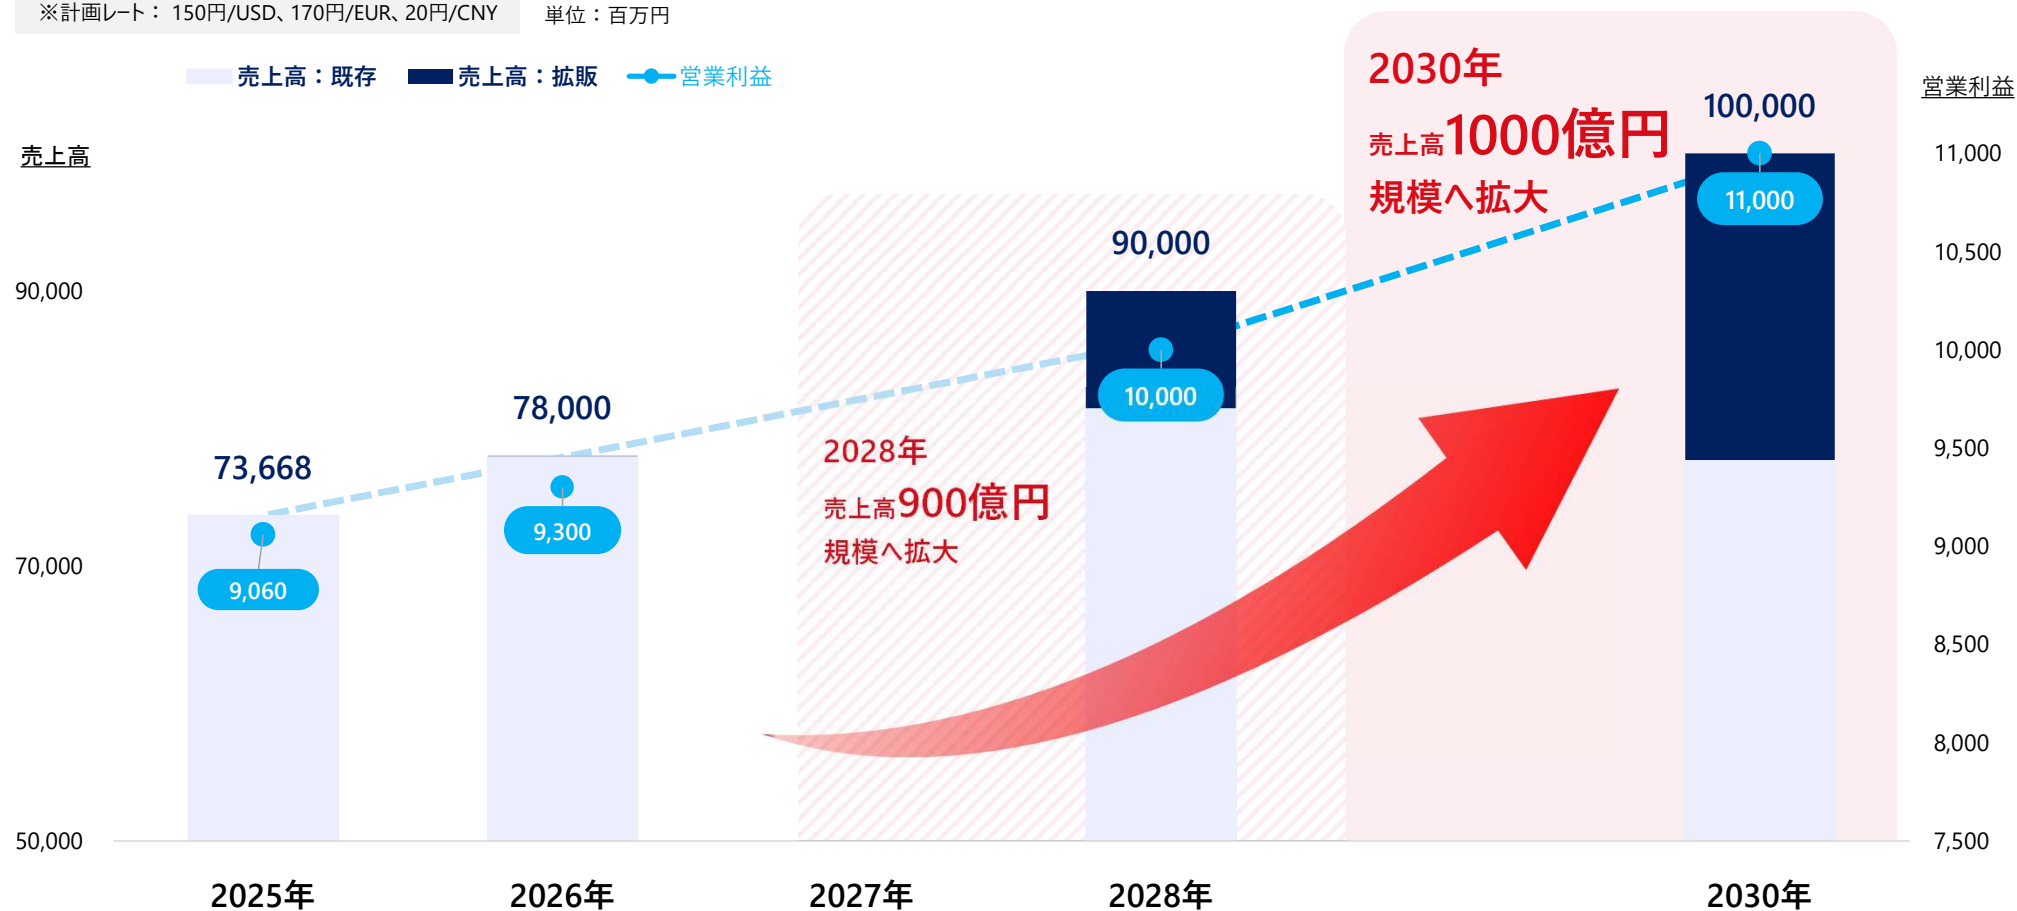 ※計画レート： 150円/USD、170円/EUR、20円/CNY
単位：百万円
売上高：既存
売上高：拡販
営業利益
売上高
営業利益
90,000
70,000
50,000
11,000
10,500
10,000
9,500
9,000
8,500
8,000
7,500
73,668
9,060
78,000
9,300
2028年
売上高900億円
規模へ拡大
90,000
10,000
2030年
売上高1000億円
規模へ拡大
100,000
11,000
2025年
2026年
2027年
2028年
2030年